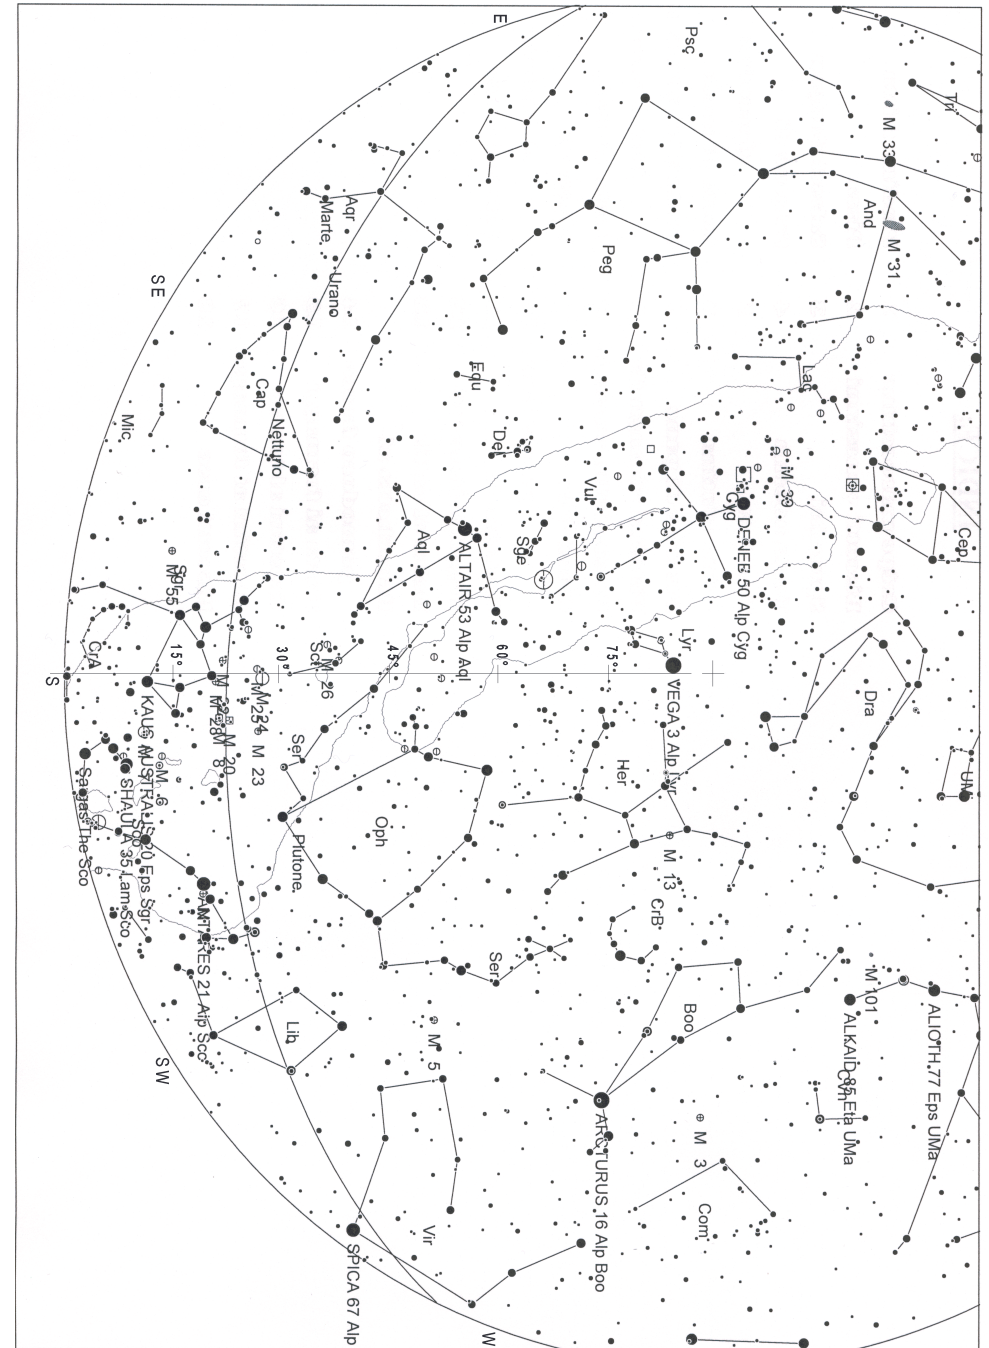 E
Psc
Tri
M 33
And
M 31
Aqr
Marte
Peg
SE
Urano
Equ
Lac
Cap
Nettuno
Mic
Del
Vul
M 39
Cyg
DENEB 50 Alp Cyg
Cep
Aql
ALTAIR 53 Alp Aql
Sge
Sgr
M 55
CrA
S
15°
30°
45°
60°
75°
Sct
M 26
Lyr
VEGA 3 Alp Lyr
Dra
M 24
M 25
M 23
M 28
M 20
M 8
M 6
KAUS AUSTRALIS 20 Eps Sgr
SHAULA 35 Lam Sco
Sargas The Sco
Sco
Ser
Her
UMi
Oph
Plutone
M 13
CrB
ANTARES 21 Alp Sco
Ser
Lib
M 5
Boo
M 101
ALIOTH 77 Eps UMa
ALKAID 85 Eta UMa
CVn
SW
ARCTURUS 16 Alp Boo
M 3
Com
Vir
SPICA 67 Alp
W